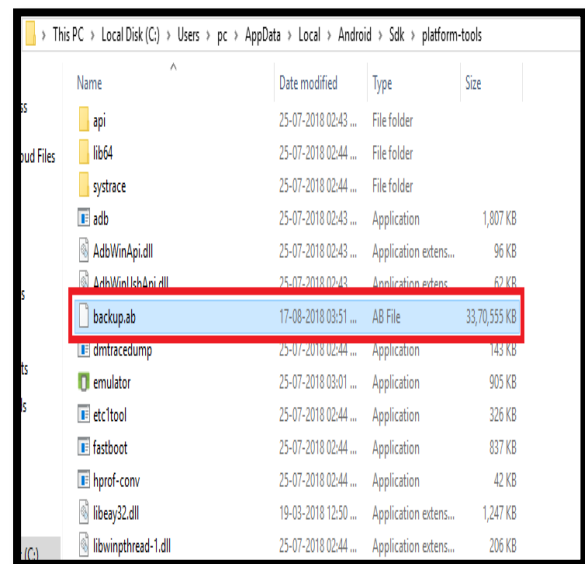 › This PC › Local Disk (C:) › Users › pc › AppData › Local › Android › Sdk › platform-tools
Name Date modified Type Size
api 25-07-2018 02:43 ... File folder
oud Files lib64 25-07-2018 02:44 ... File folder
systrace 25-07-2018 02:44 ... File folder
adb 25-07-2018 02:43 ... Application 1,807 KB
AdbWinApi.dll 25-07-2018 02:43 ... Application extens... 96 KB
AdbWinUsbApi.dll 25-07-2018 02:43 ... Application extens... 62 KB
backup.ab 17-08-2018 03:51 ... AB File 33,70,555 KB
dmtracedump 25-07-2018 02:44 ... Application 143 KB
emulator 25-07-2018 03:01 ... Application 905 KB
etc1tool 25-07-2018 02:44 ... Application 326 KB
fastboot 25-07-2018 02:44 ... Application 837 KB
hprof-conv 25-07-2018 02:44 ... Application 42 KB
libeay32.dll 19-03-2018 12:50 ... Application extens... 1,247 KB
(C:) libwinpthread-1.dll 25-07-2018 02:44 ... Application extens... 206 KB